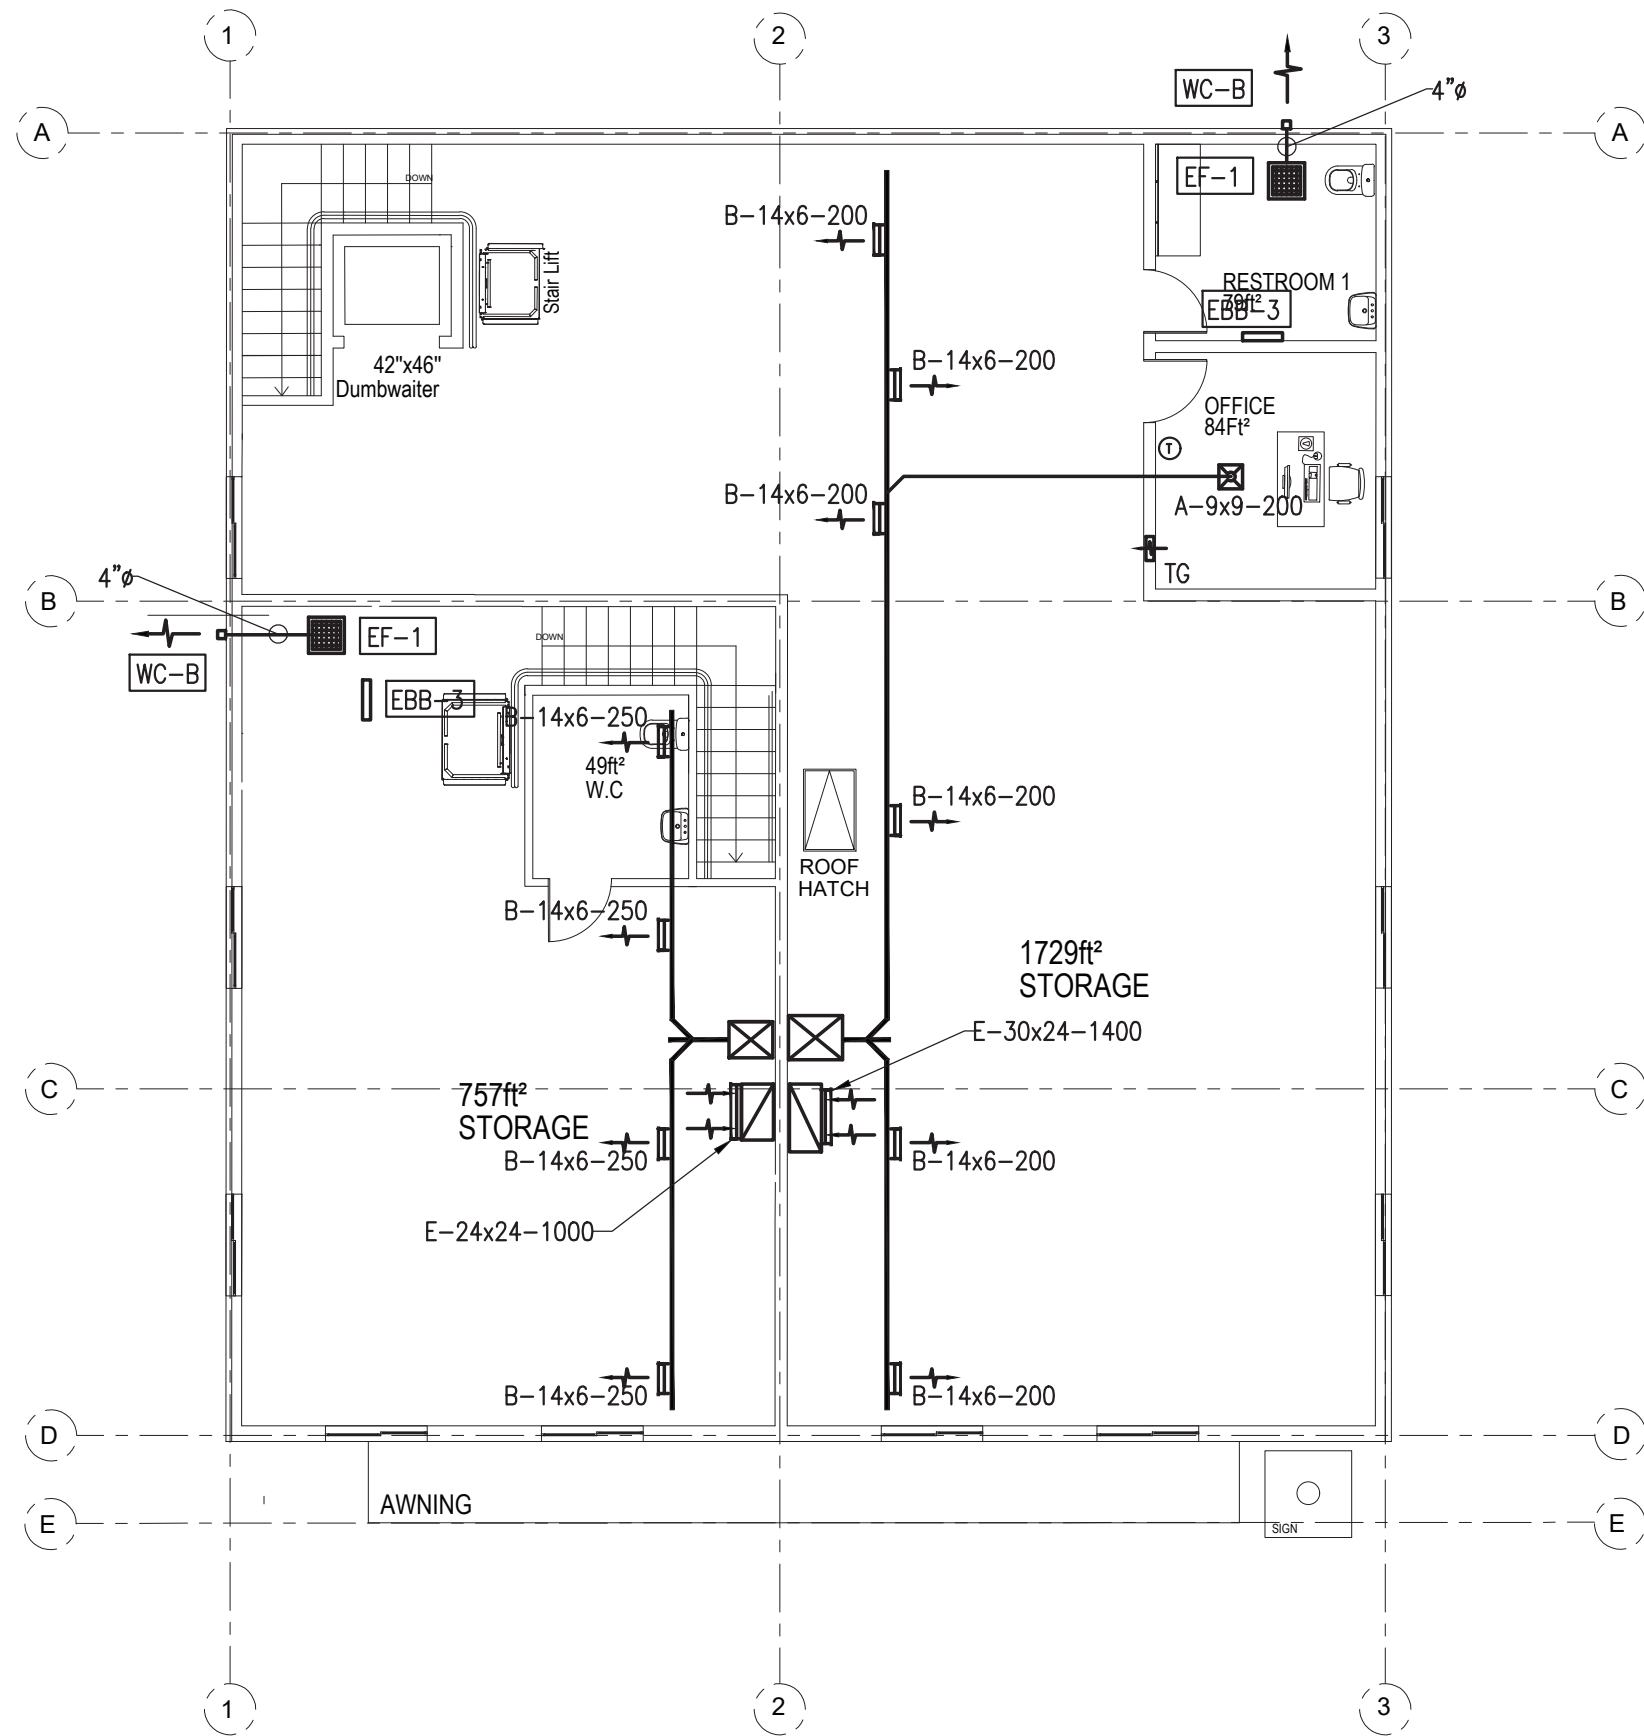 1
2
3
WC-B
4"ø
A
A
EF-1
DOWN
B-14x6-200
Stair Lift
RESTROOM 1
79ft²
EBB-3
42"x46"
Dumbwaiter
B-14x6-200
OFFICE
84Ft²
T
B-14x6-200
A-9x9-200
TG
4"ø
B
B
EF-1
DOWN
WC-B
EBB-3
B-14x6-250
49ft²
W.C
B-14x6-200
ROOF
HATCH
B-14x6-250
1729ft²
STORAGE
E-30x24-1400
C
C
757ft²
STORAGE
B-14x6-250
B-14x6-200
E-24x24-1000
B-14x6-250
B-14x6-200
D
D
AWNING
E
E
SIGN
1
2
3